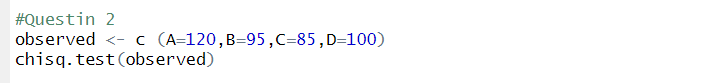 #Questin 2
observed <- c (A=120,B=95,C=85,D=100)
chisq.test(observed)